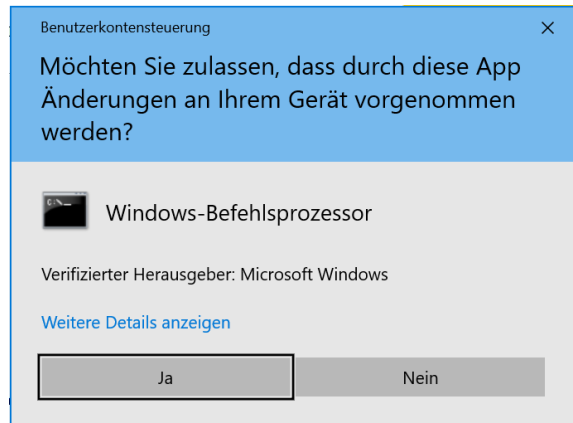 Benutzerkontensteuerung
Möchten Sie zulassen, dass durch diese App
Änderungen an Ihrem Gerät vorgenommen
werden?
C:\_
Windows-Befehlsprozessor
Verifizierter Herausgeber: Microsoft Windows
Weitere Details anzeigen
Ja
Nein